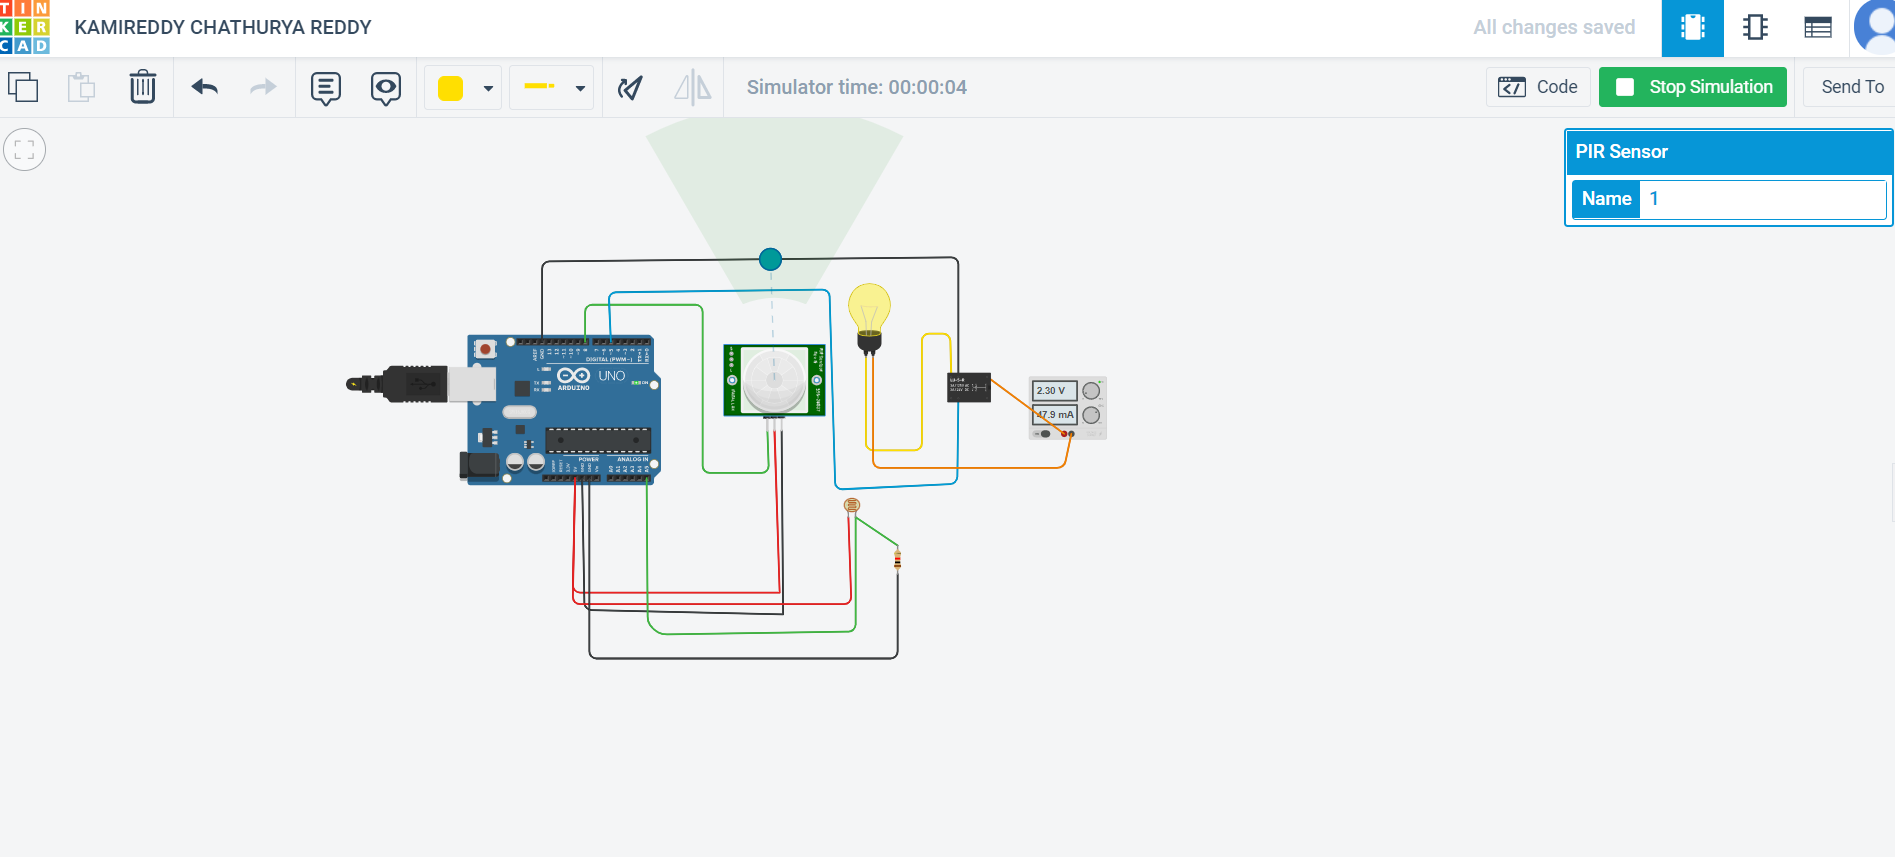 TIN
KER
CAD
KAMIREDDY CHATHURYA REDDY
All changes saved
Simulator time: 00:00:04
Code
Stop Simulation
Send To
PIR Sensor
Name 1
DIGITAL (PWM~)
UNO
ARDUINO
ON
2.30 V
47.9 mA
POWER
ANALOG IN